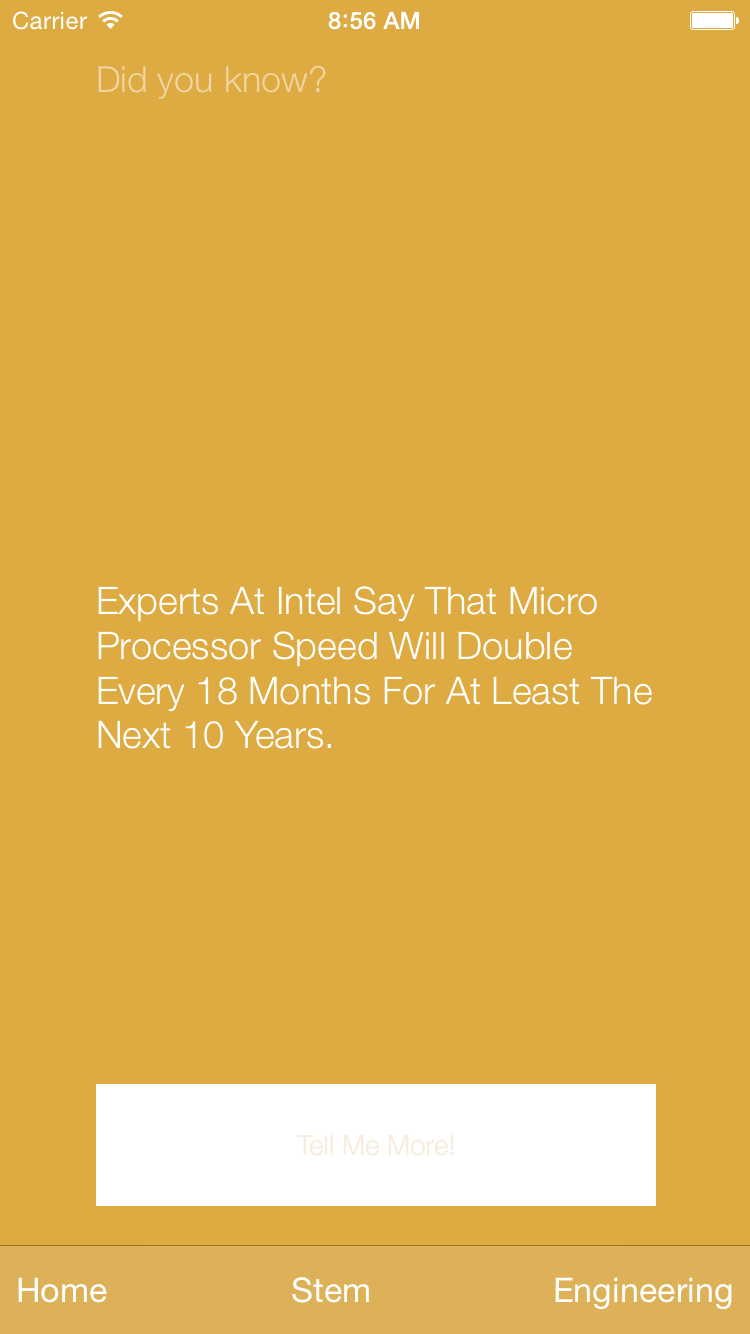 Carrier 8:56 AM
Did you know?
Experts At Intel Say That Micro
Processor Speed Will Double
Every 18 Months For At Least The
Next 10 Years.
Tell Me More!
Home Stem Engineering